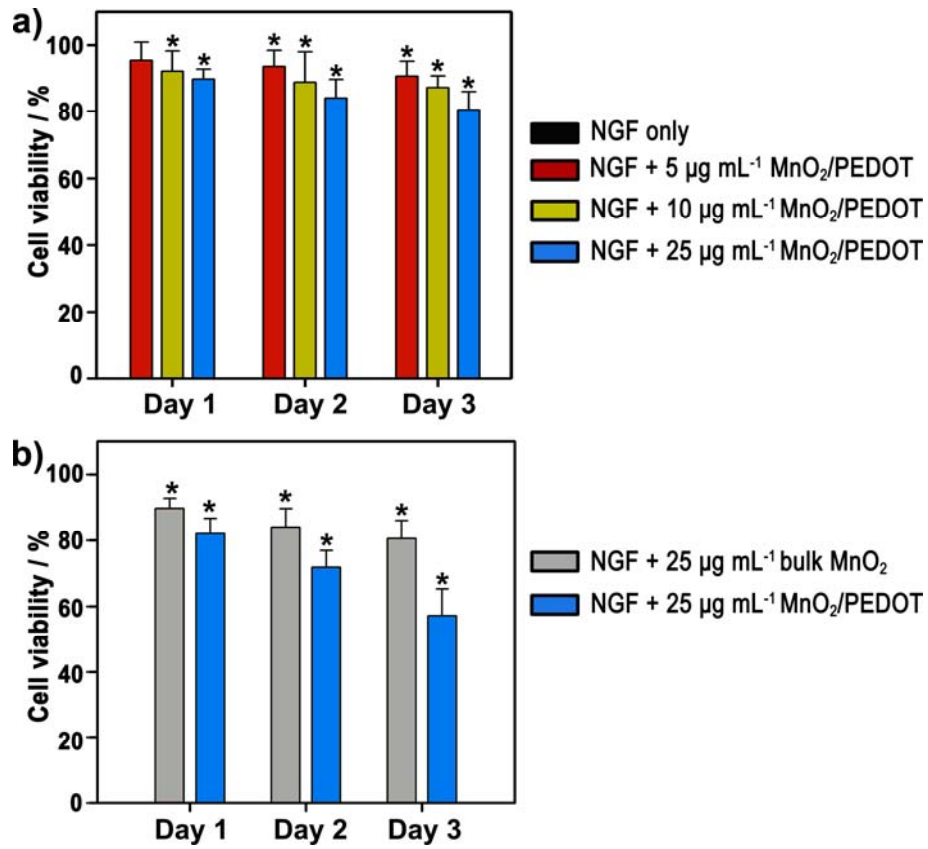 a)
Cell viability / %
100
80
60
40
20
0
* * * * * * * *
Day 1 Day 2 Day 3
NGF only
NGF + 5 µg mL⁻¹ MnO₂/PEDOT
NGF + 10 µg mL⁻¹ MnO₂/PEDOT
NGF + 25 µg mL⁻¹ MnO₂/PEDOT
b)
Cell viability / %
100
80
60
40
20
0
* * * * * *
Day 1 Day 2 Day 3
NGF + 25 µg mL⁻¹ bulk MnO₂
NGF + 25 µg mL⁻¹ MnO₂/PEDOT